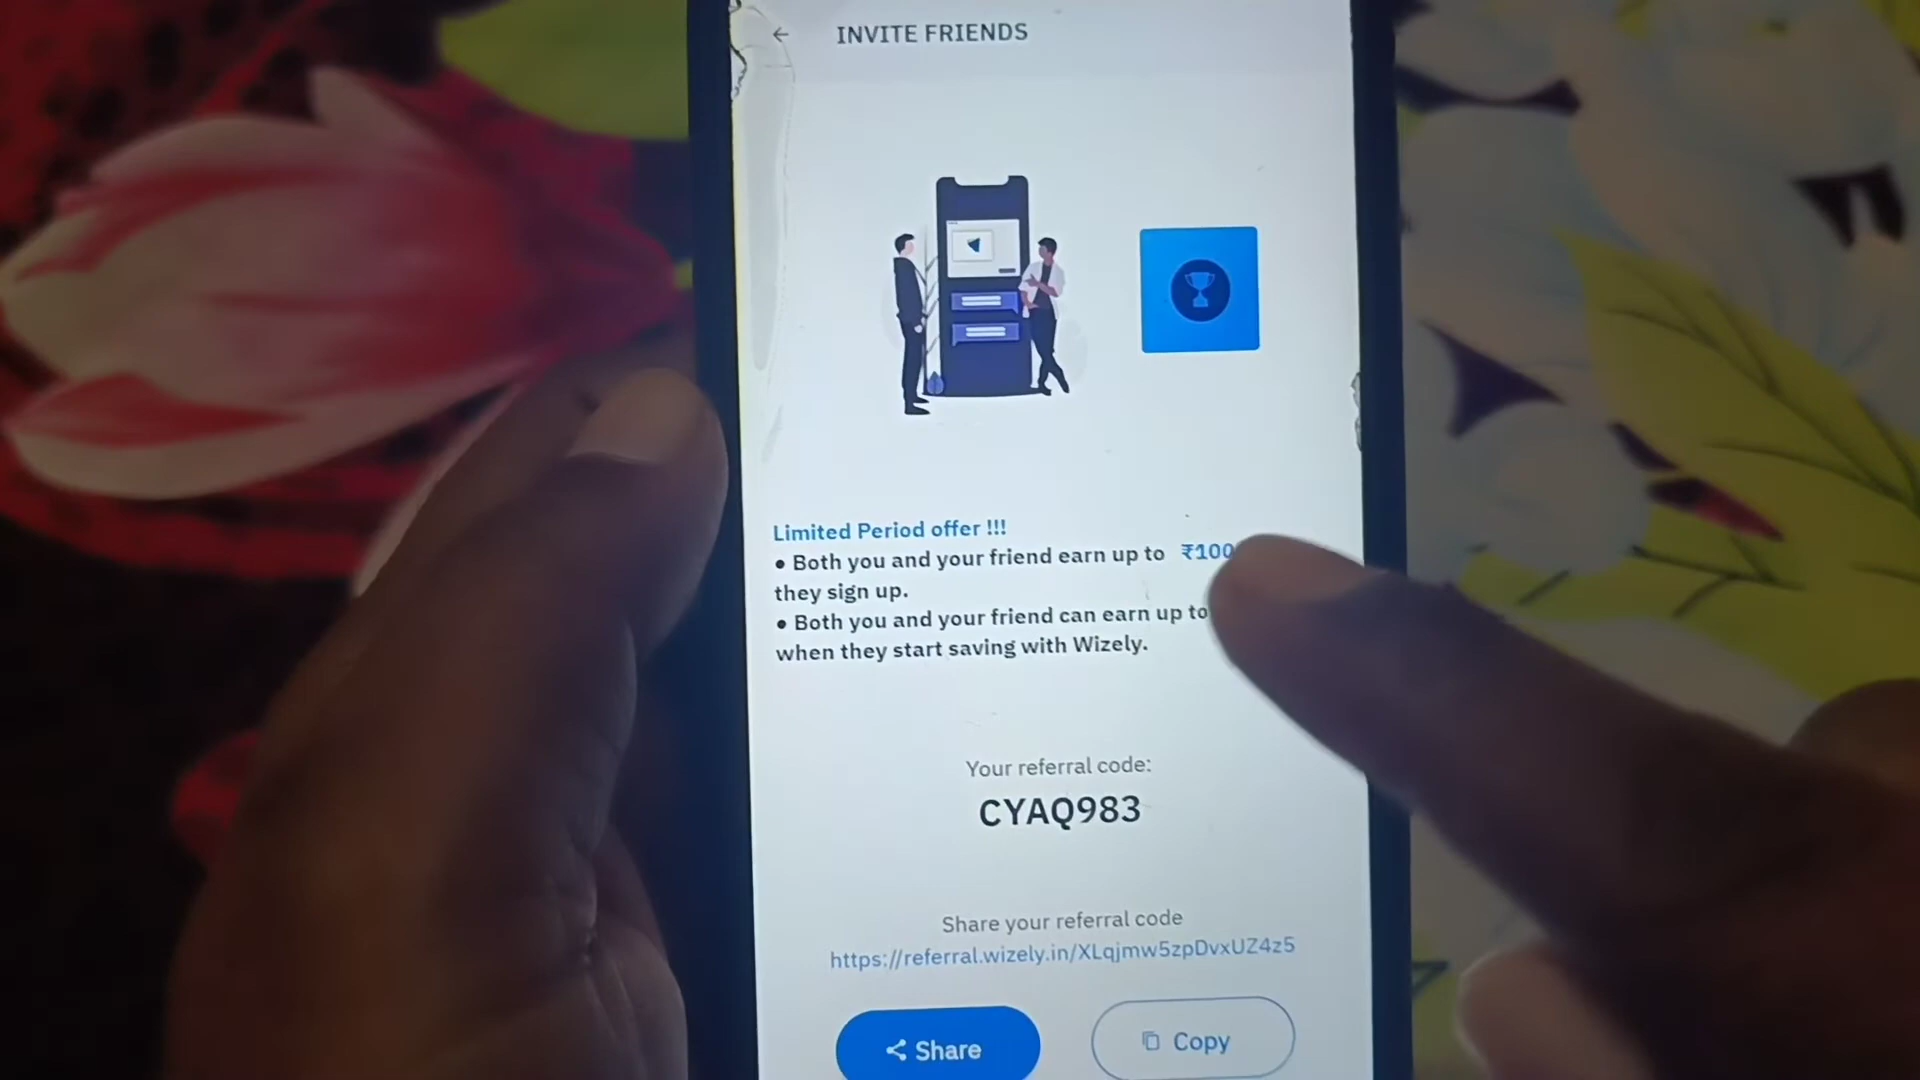 INVITE FRIENDS
Limited Period offer !!!
• Both you and your friend earn up to ₹100
they sign up.
• Both you and your friend can earn up to
when they start saving with Wizely.
Your referral code:
CYAQ983
Share your referral code
https://referral.wizely.in/XLqjmw5zpDvxUZ4z5
Share
Copy